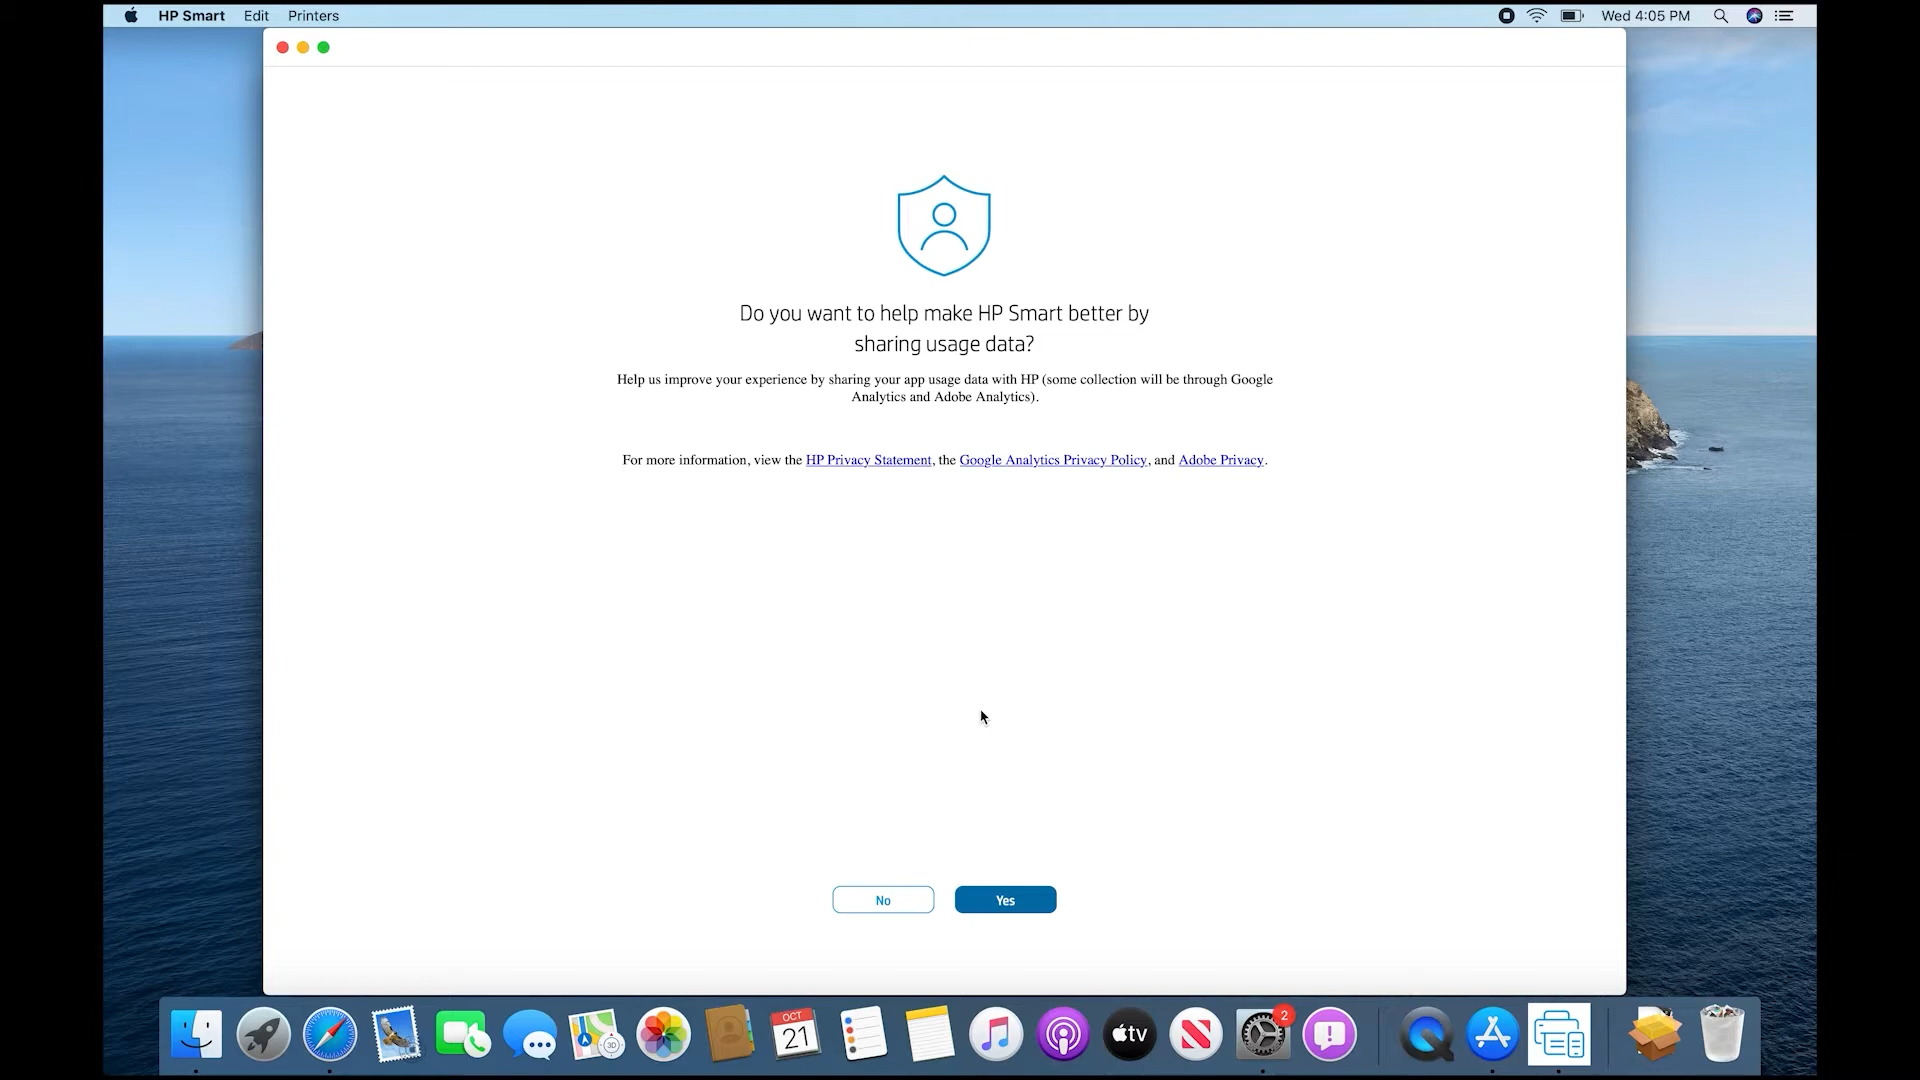 HP Smart Edit Printers Wed 4:05 PM
Do you want to help make HP Smart better by
sharing usage data?
Help us improve your experience by sharing your app usage data with HP (some collection will be through Google
Analytics and Adobe Analytics).
For more information, view the HP Privacy Statement, the Google Analytics Privacy Policy, and Adobe Privacy.
No Yes
OCT
21
3D
tv
2